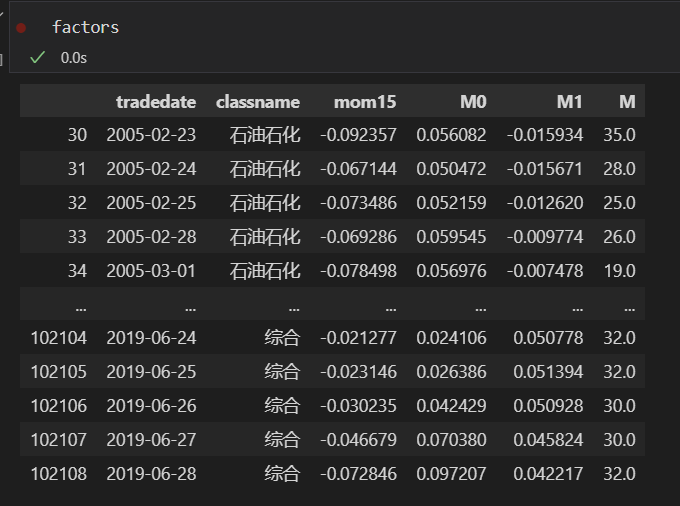 factors
0.0s
tradedate classname mom15 M0 M1 M
30 2005-02-23 石油石化 -0.092357 0.056082 -0.015934 35.0
31 2005-02-24 石油石化 -0.067144 0.050472 -0.015671 28.0
32 2005-02-25 石油石化 -0.073486 0.052159 -0.012620 25.0
33 2005-02-28 石油石化 -0.069286 0.059545 -0.009774 26.0
34 2005-03-01 石油石化 -0.078498 0.056976 -0.007478 19.0
... ... ... ... ... ... ...
102104 2019-06-24 综合 -0.021277 0.024106 0.050778 32.0
102105 2019-06-25 综合 -0.023146 0.026386 0.051394 32.0
102106 2019-06-26 综合 -0.030235 0.042429 0.050928 30.0
102107 2019-06-27 综合 -0.046679 0.070380 0.045824 30.0
102108 2019-06-28 综合 -0.072846 0.097207 0.042217 32.0